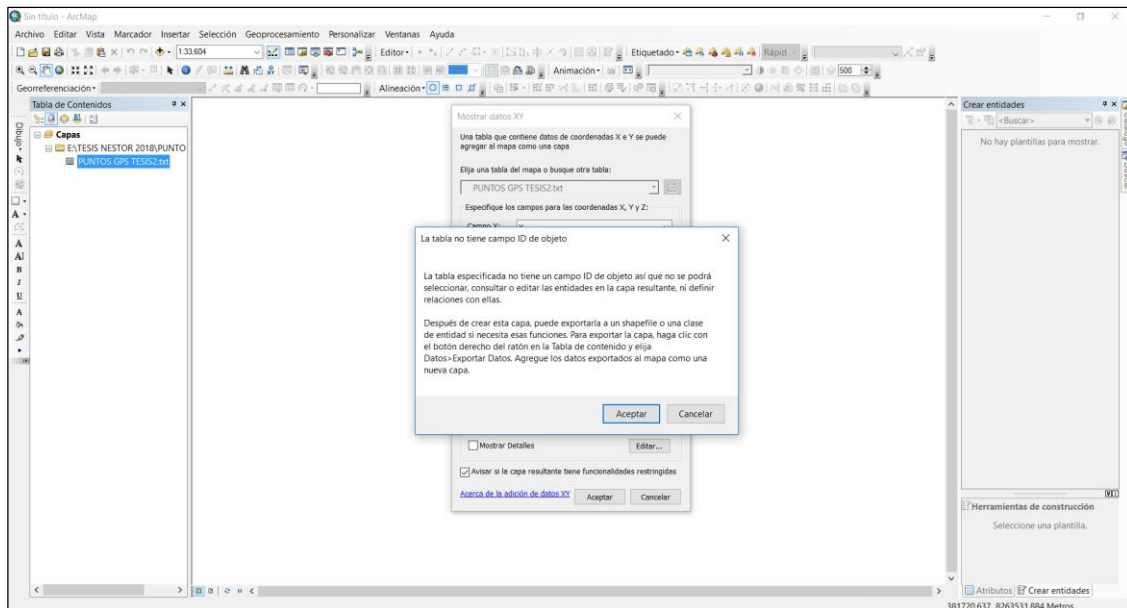 Sin título - ArcMap
Archivo Editar Vista Marcador Insertar Selección Geoprocesamiento Personalizar Ventanas Ayuda
1:33,604
Editor
Etiquetado
Rápid
Animación
500
Georreferenciación
Alineación
Tabla de Contenidos
Dibujo
Capas
E:\TESIS NESTOR 2018\PUNTO
PUNTOS GPS TESIS2.txt
Mostrar datos XY
Una tabla que contiene datos de coordenadas X e Y se puede
agregar al mapa como una capa
Elija una tabla del mapa o busque otra tabla:
PUNTOS GPS TESIS2.txt
Especifique los campos para las coordenadas X, Y y Z:
Campo X:
La tabla no tiene campo ID de objeto
La tabla especificada no tiene un campo ID de objeto así que no se podrá
seleccionar, consultar o editar las entidades en la capa resultante, ni definir
relaciones con ellas.
Después de crear esta capa, puede exportarla a un shapefile o una clase
de entidad si necesita esas funciones. Para exportar la capa, haga clic con
el botón derecho del ratón en la Tabla de contenido y elija
Datos>Exportar Datos. Agregue los datos exportados al mapa como una
nueva capa.
Aceptar Cancelar
Mostrar Detalles
Editar...
Avisar si la capa resultante tiene funcionalidades restringidas
Acerca de la adición de datos XY
Aceptar Cancelar
Crear entidades
<Buscar>
No hay plantillas para mostrar.
Herramientas de construcción
Seleccione una plantilla.
Atributos Crear entidades
381720,637 8263531,884 Metros